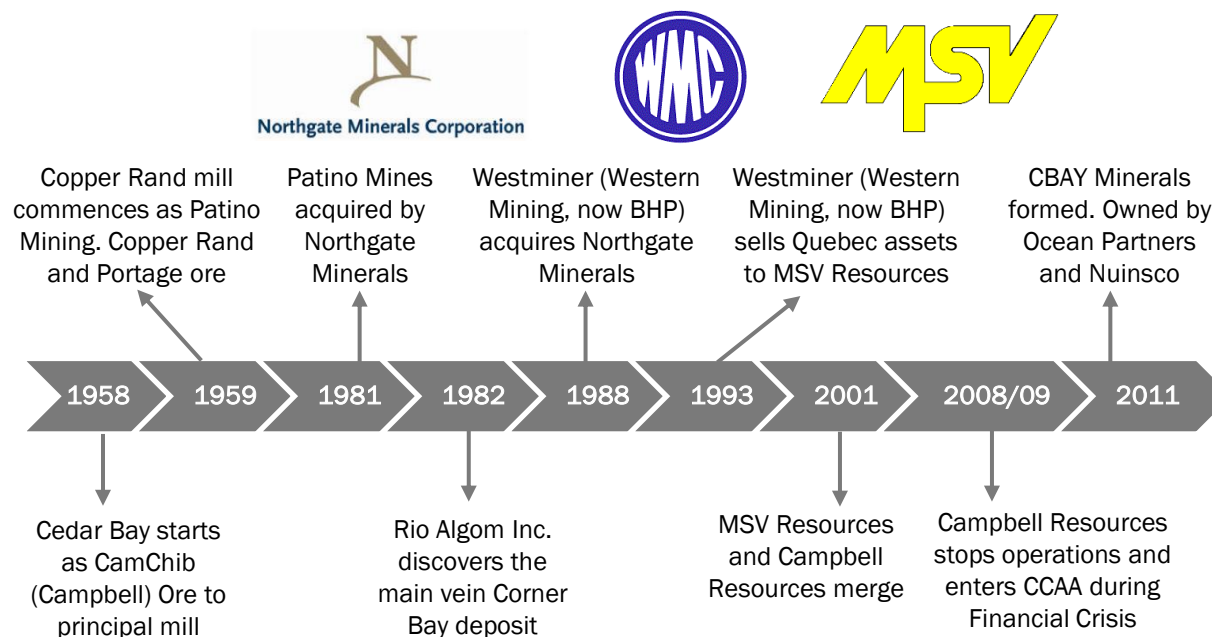 N
Northgate Minerals Corporation
WMC
MSV
Copper Rand mill
commences as Patino
Mining. Copper Rand
and Portage ore
Patino Mines
acquired by
Northgate
Minerals
Westminer (Western
Mining, now BHP)
acquires Northgate
Minerals
Westminer (Western
Mining, now BHP)
sells Quebec assets
to MSV Resources
CBAY Minerals
formed. Owned by
Ocean Partners
and Nuinsco
1958
1959
1981
1982
1988
1993
2001
2008/09
2011
Cedar Bay starts
as CamChib
(Campbell) Ore to
principal mill
Rio Algom Inc.
discovers the
main vein Corner
Bay deposit
MSV Resources
and Campbell
Resources merge
Campbell Resources
stops operations and
enters CCAA during
Financial Crisis